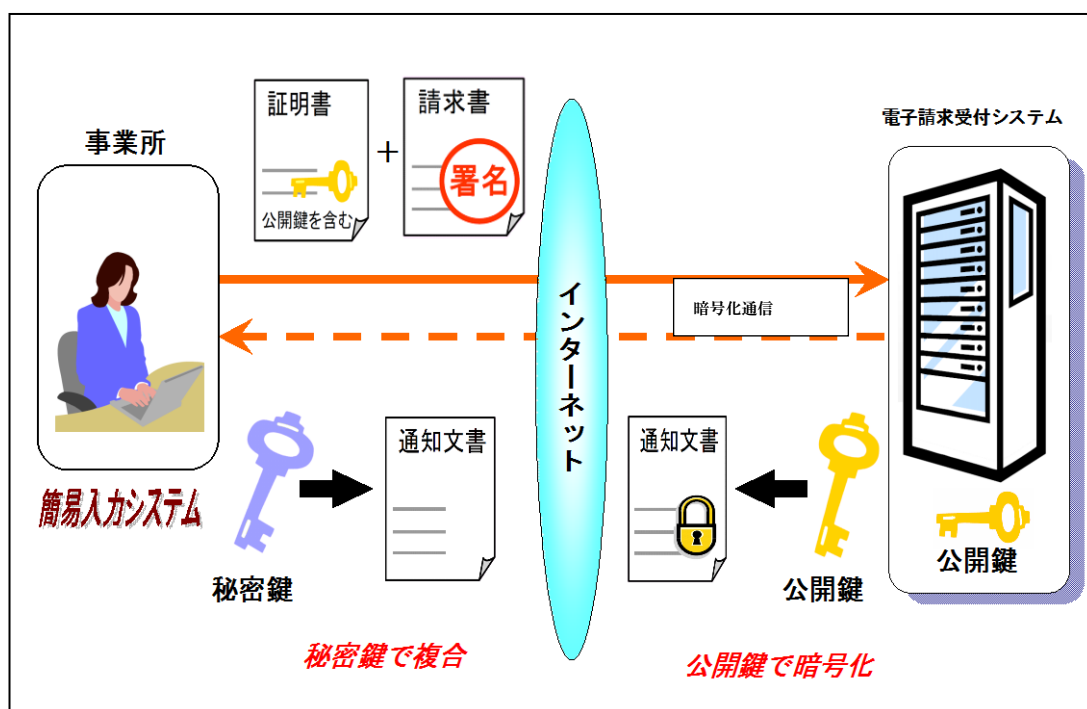 証明書
公開鍵を含む
+
請求書
署名
電子請求受付システム
事業所
インターネット
暗号化通信
簡易入力システム
通知文書
通知文書
秘密鍵
公開鍵
公開鍵
秘密鍵で複合
公開鍵で暗号化